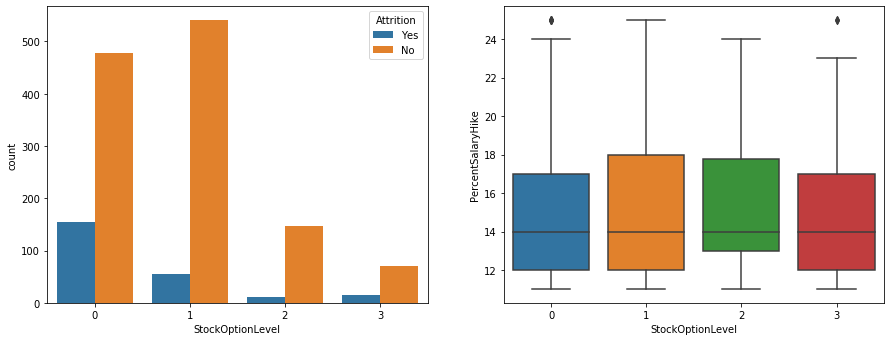 Attrition
Yes
No
500
400
300
200
100
0
count
0 1 2 3
StockOptionLevel
24
22
20
18
16
14
12
PercentSalaryHike
0 1 2 3
StockOptionLevel